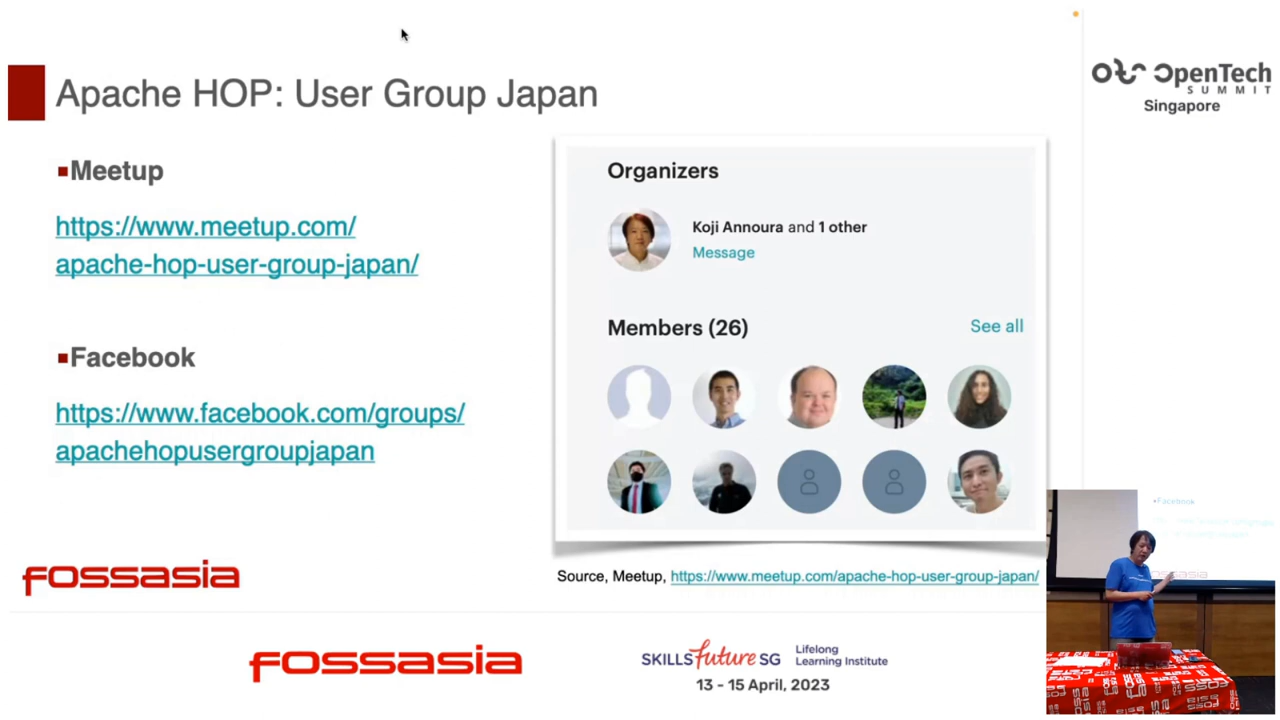 Apache HOP: User Group Japan
OpenTech
SUMMIT
Singapore
▪Meetup
https://www.meetup.com/
apache-hop-user-group-japan/
▪Facebook
https://www.facebook.com/groups/
apachehopusergroupjapan
Organizers
Koji Annoura and 1 other
Message
Members (26)
See all
fossasia
Source, Meetup, https://www.meetup.com/apache-hop-user-group-japan/
▪Facebook
fossasia
fossasia
SKILLS future SG
Lifelong
Learning Institute
13 - 15 April, 2023